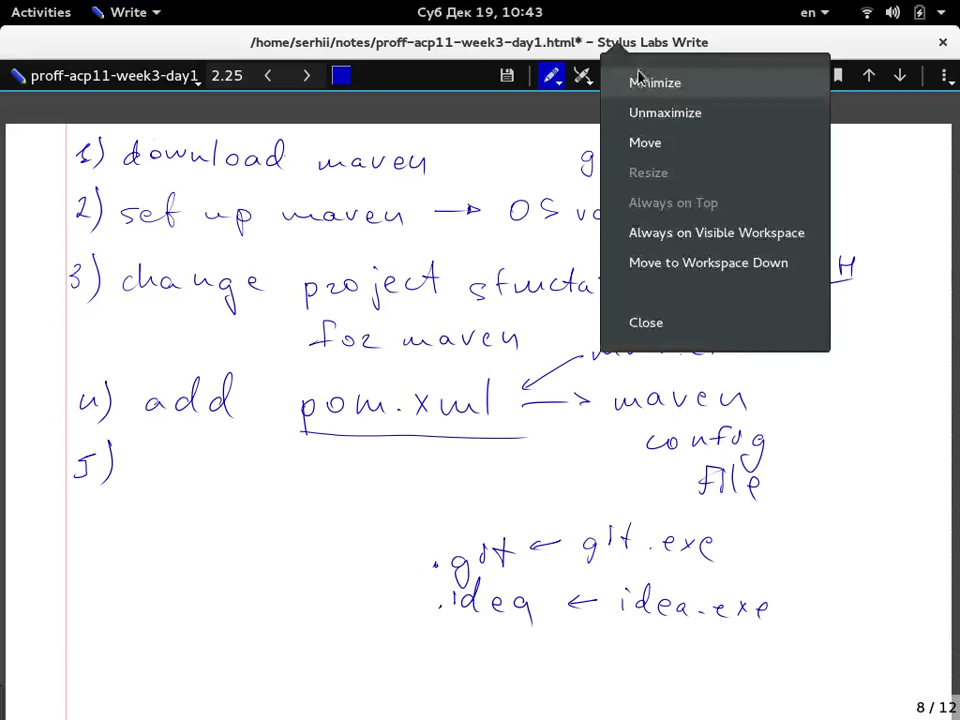 Activities Write Суб Дек 19, 10:43 en
/home/serhii/notes/proff-acp11-week3-day1.html* – Stylus Labs Write
proff-acp11-week3-day1 2.25
Minimize
Unmaximize
Move
Resize
Always on Top
Always on Visible Workspace
Move to Workspace Down
Close
1) download maven g
2) set up maven → OS va
3) change project structu H
for maven
4) add pom.xml → maven
config
file
5)
.git ← git.exe
.idea ← idea.exe
8 / 12